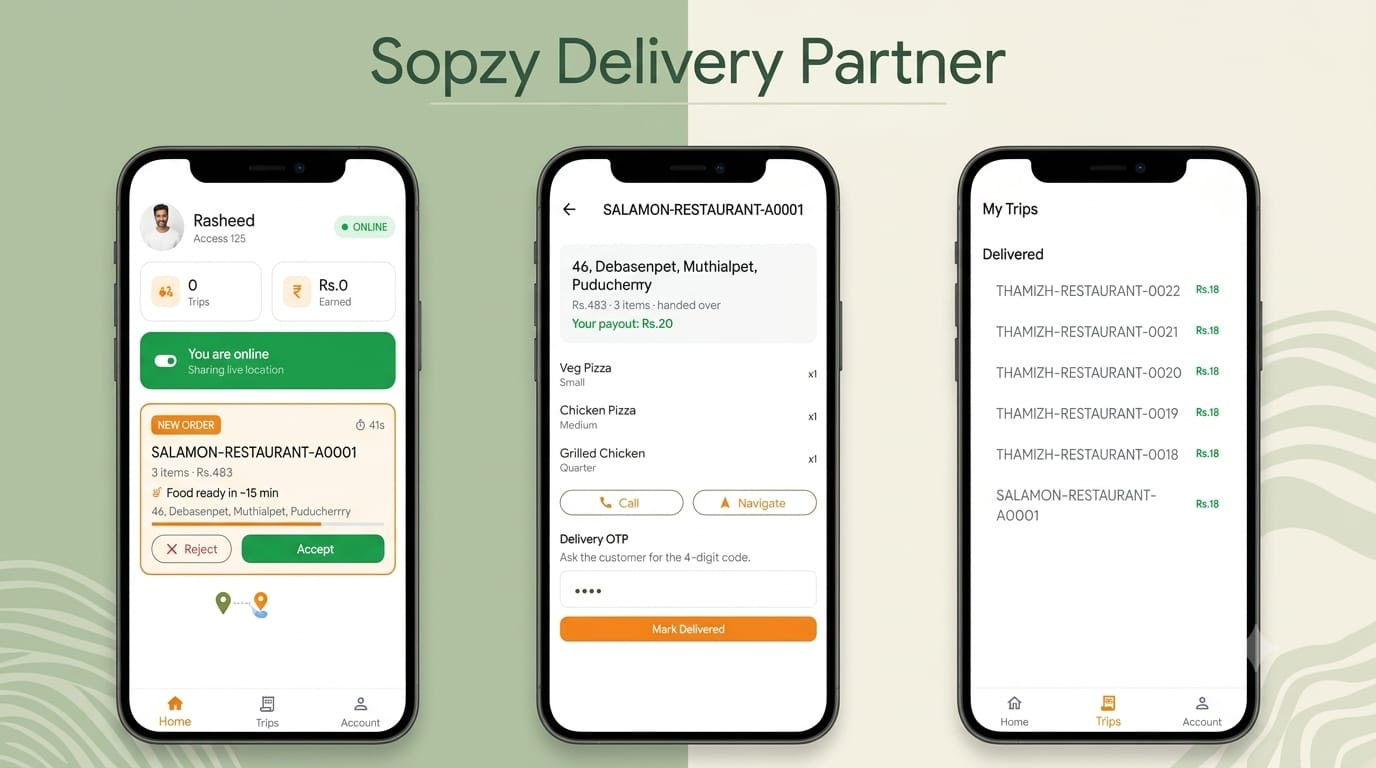 Sopzy Delivery Partner
Rasheed
Access 125
ONLINE
0
Trips
Rs.0
Earned
You are online
Sharing live location
NEW ORDER
41s
SALAMON-RESTAURANT-A0001
3 items · Rs.483
Food ready in ~15 min
46, Debasenpet, Muthialpet, Puducherrry
Reject
Accept
Home
Trips
Account
SALAMON-RESTAURANT-A0001
46, Debasenpet, Muthialpet,
Puducherrry
Rs.483 · 3 items · handed over
Your payout: Rs.20
Veg Pizza
Small
x1
Chicken Pizza
Medium
x1
Grilled Chicken
Quarter
x1
Call
Navigate
Delivery OTP
Ask the customer for the 4-digit code.
Mark Delivered
My Trips
Delivered
THAMIZH-RESTAURANT-0022 Rs.18
THAMIZH-RESTAURANT-0021 Rs.18
THAMIZH-RESTAURANT-0020 Rs.18
THAMIZH-RESTAURANT-0019 Rs.18
THAMIZH-RESTAURANT-0018 Rs.18
SALAMON-RESTAURANT-
A0001
Rs.18
Home
Trips
Account